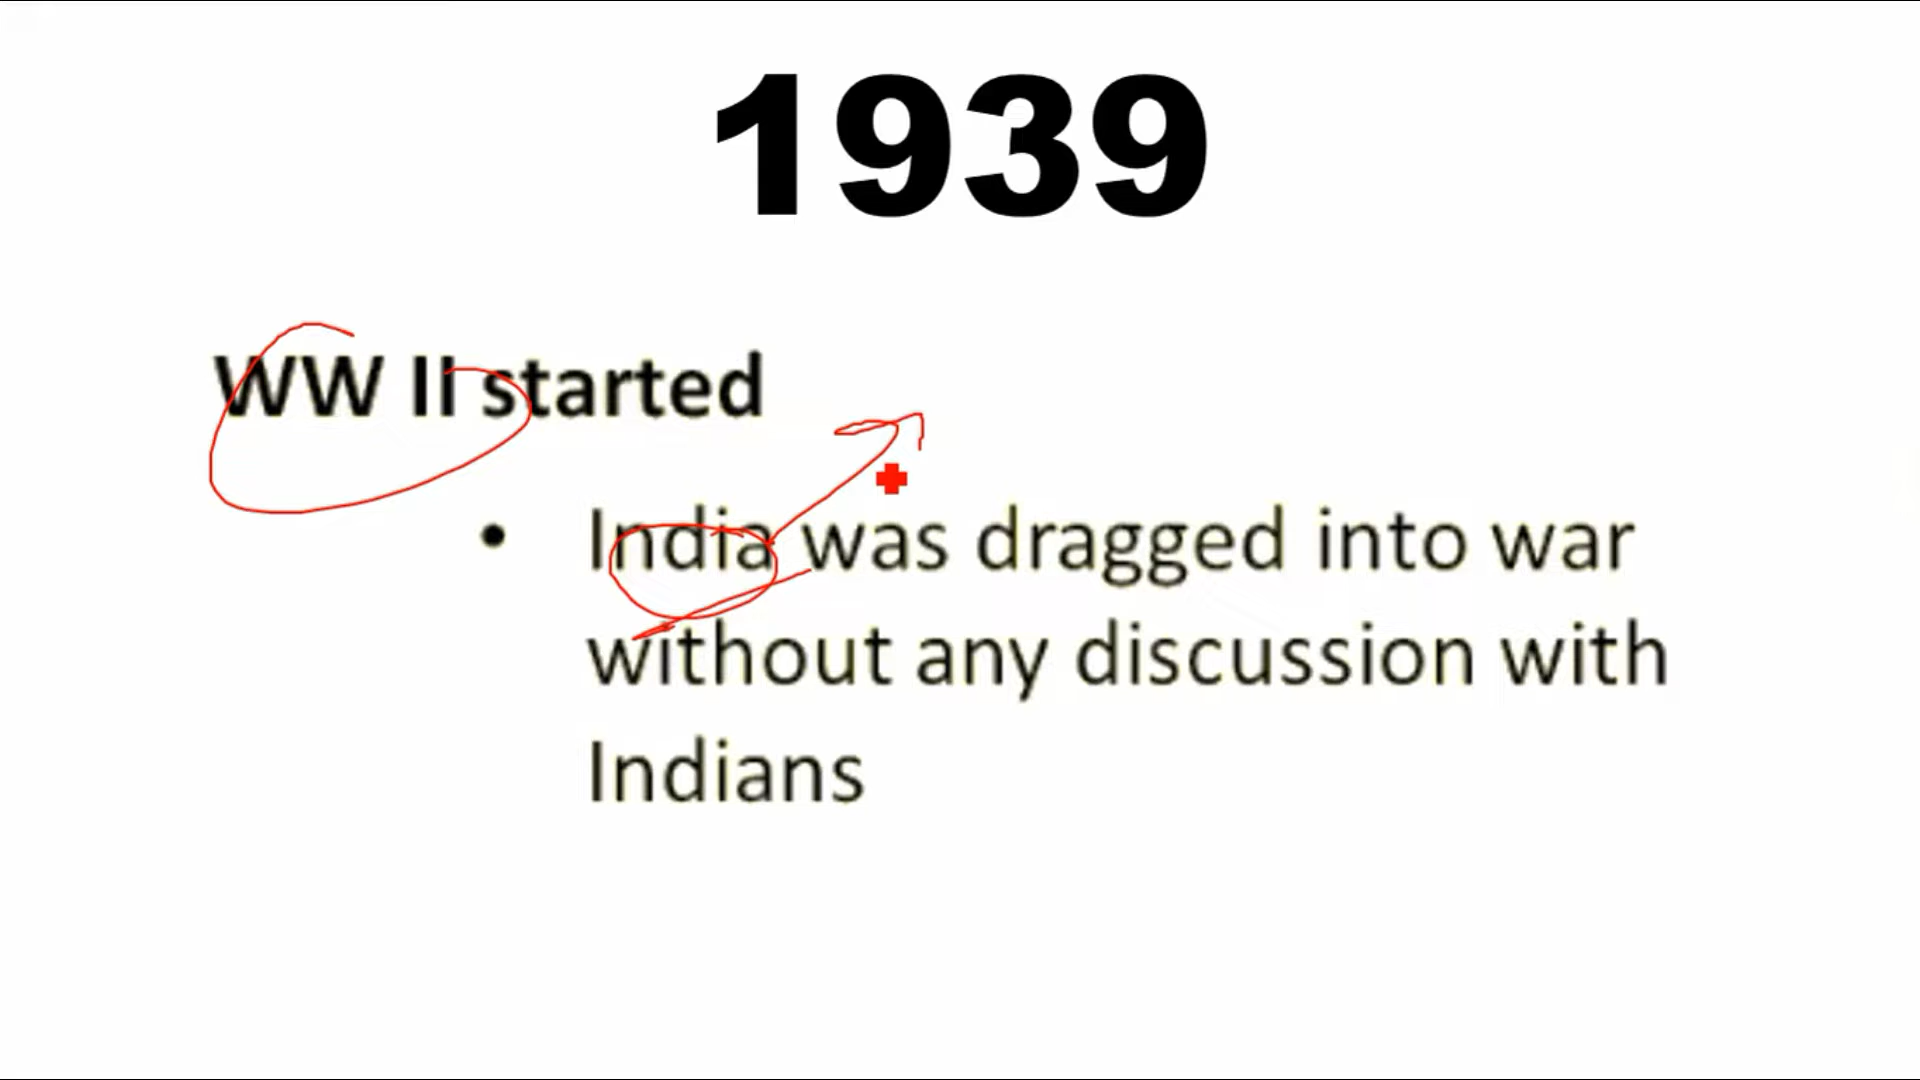 1939
WW II started
• India was dragged into war
without any discussion with
Indians